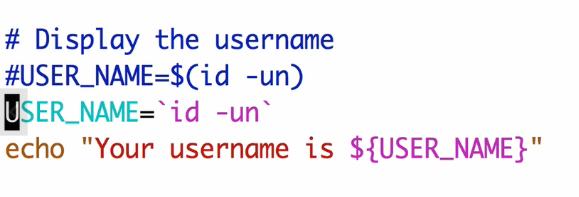 # Display the username
#USER_NAME=$(id -un)
USER_NAME=`id -un`
echo "Your username is ${USER_NAME}"